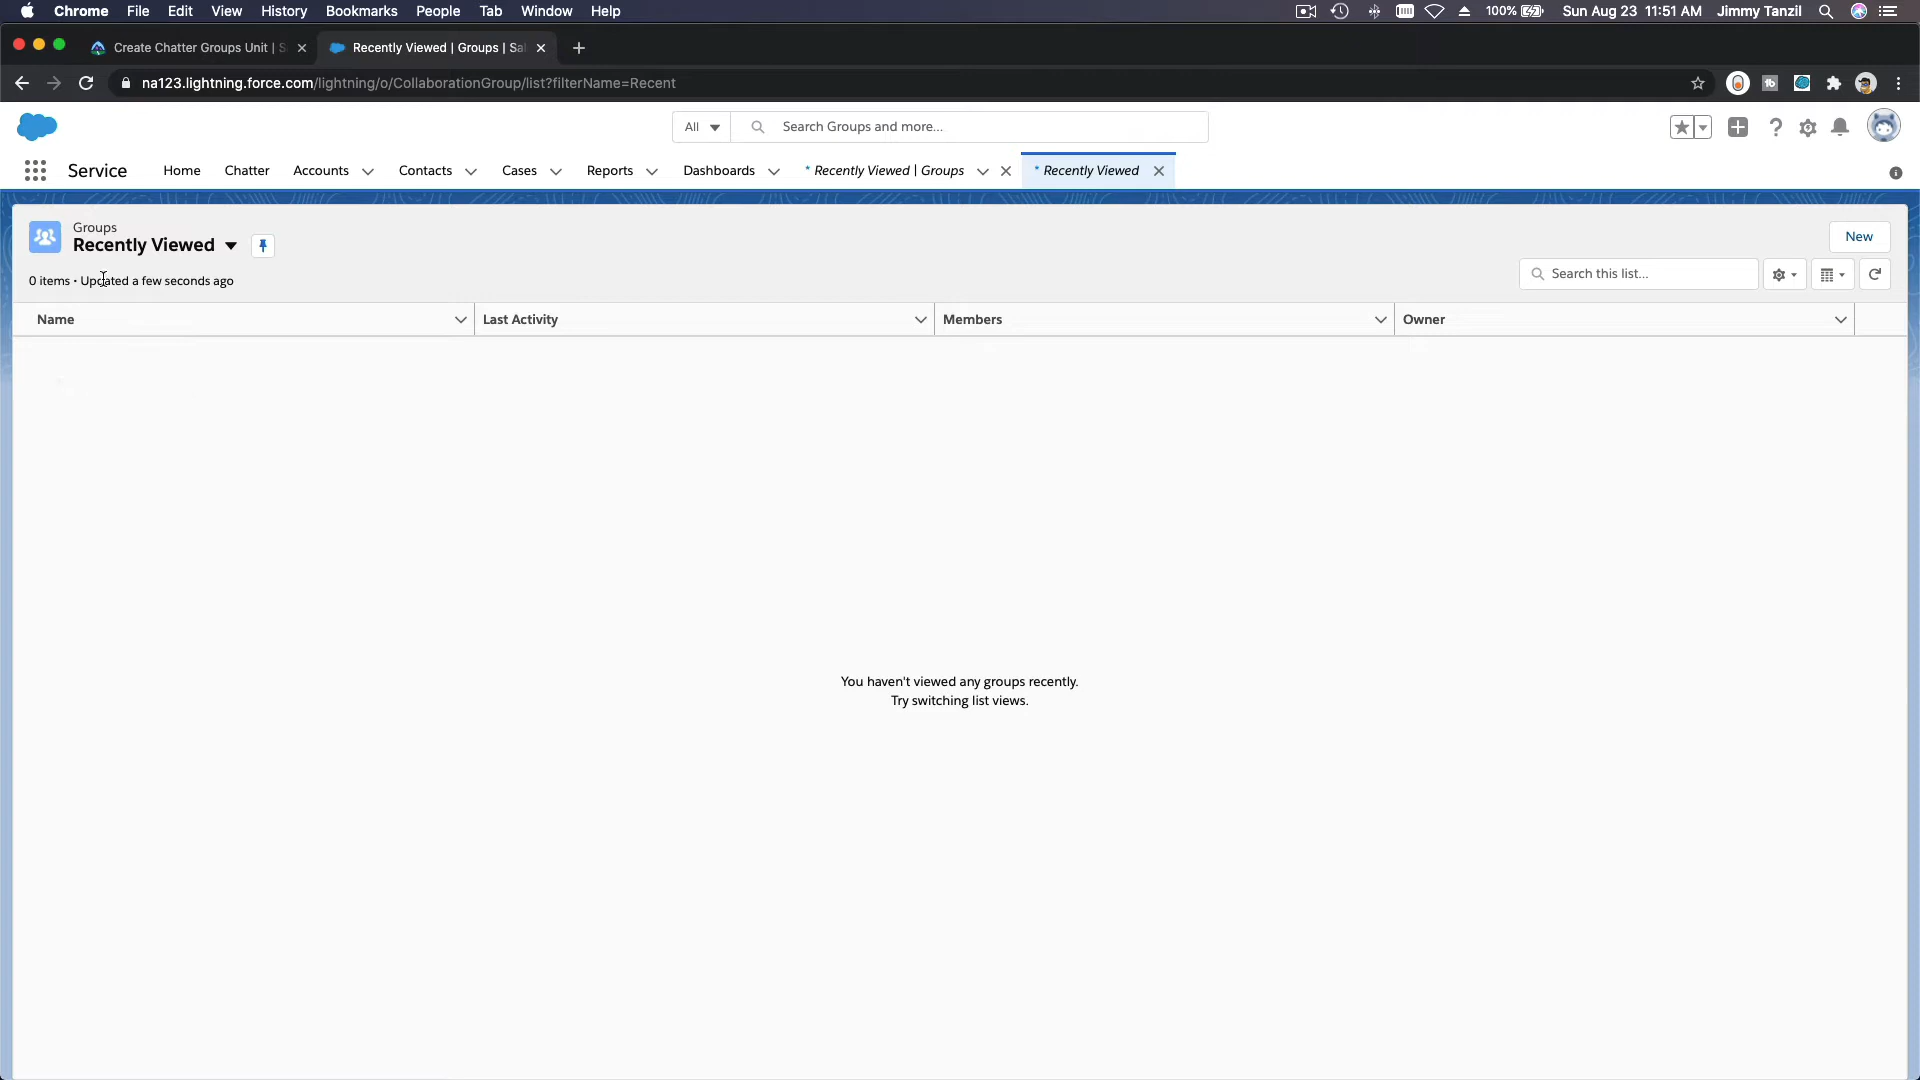 Chrome File Edit View History Bookmarks People Tab Window Help 100% Sun Aug 23 11:51 AM Jimmy Tanzil
Create Chatter Groups Unit | S
Recently Viewed | Groups | Sal
na123.lightning.force.com/lightning/o/CollaborationGroup/list?filterName=Recent
All Search Groups and more...
Service Home Chatter Accounts Contacts Cases Reports Dashboards * Recently Viewed | Groups * Recently Viewed
Groups
Recently Viewed
New
0 items • Updated a few seconds ago
Search this list...
Name Last Activity Members Owner
You haven't viewed any groups recently.
Try switching list views.